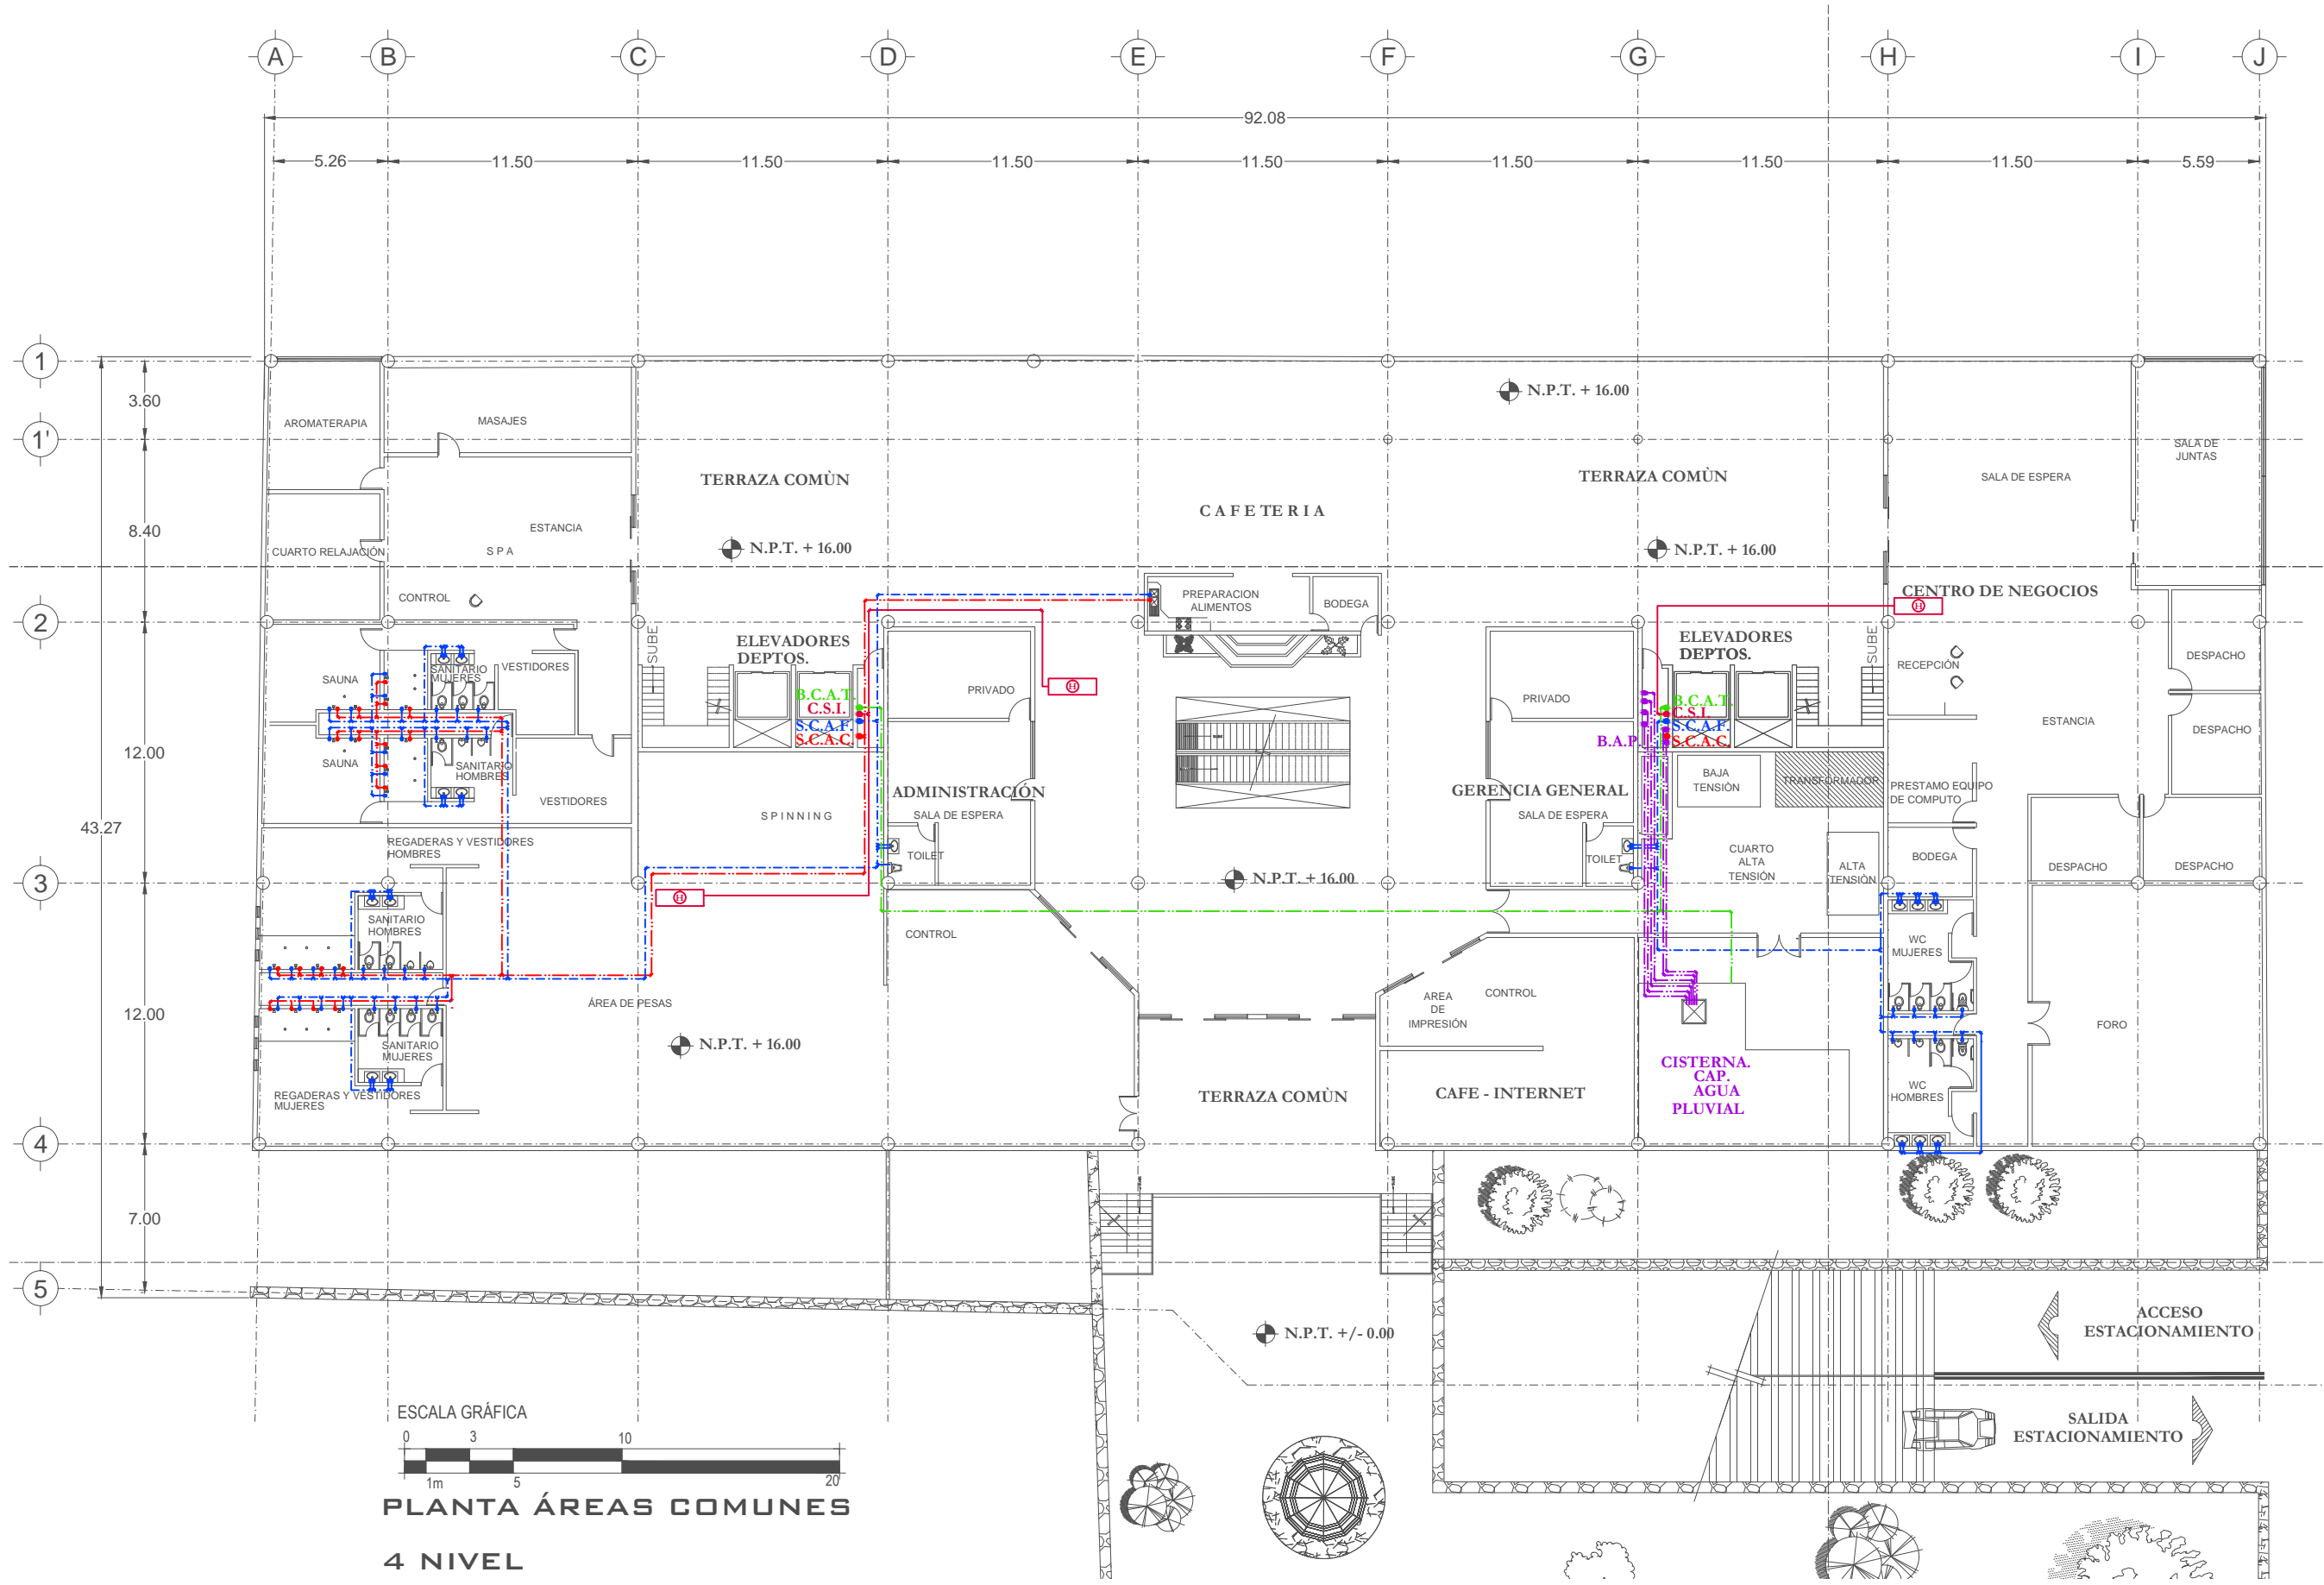 A B C D E F G H I J
92.08
5.26 11.50 11.50 11.50 11.50 11.50 11.50 11.50 5.59
1
3.60
1'
8.40
2
12.00
43.27
3
12.00
4
7.00
5
N.P.T. + 16.00
AROMATERAPIA
MASAJES
SALA DE
JUNTAS
TERRAZA COMÙN
TERRAZA COMÙN
SALA DE ESPERA
C A F E TE R I A
ESTANCIA
CUARTO RELAJACIÓN
S P A
N.P.T. + 16.00
N.P.T. + 16.00
CONTROL
PREPARACION
ALIMENTOS
BODEGA
CENTRO DE NEGOCIOS
H
SUBE
ELEVADORES
DEPTOS.
ELEVADORES
DEPTOS.
SUBE
SANITARIO
MUJERES
VESTIDORES
SAUNA
RECEPCIÓN
DESPACHO
H
PRIVADO
PRIVADO
B.C.A.T.
C.S.I.
S.C.A.F.
S.C.A.C.
B.C.A.T.
C.S.I.
S.C.A.F.
S.C.A.C.
B.A.P.
ESTANCIA
DESPACHO
SAUNA
SANITARIO
HOMBRES
VESTIDORES
BAJA
TENSIÓN
TRANSFORMADOR
PRESTAMO EQUIPO
DE COMPUTO
ADMINISTRACIÓN
SALA DE ESPERA
GERENCIA GENERAL
SALA DE ESPERA
S P I N N I N G
REGADERAS Y VESTIDORES
HOMBRES
TOILET
TOILET
CUARTO
ALTA
TENSIÓN
ALTA
TENSIÓN
BODEGA
DESPACHO
DESPACHO
N.P.T. + 16.00
H
SANITARIO
HOMBRES
CONTROL
WC
MUJERES
ÁREA DE PESAS
AREA
DE
IMPRESIÓN
CONTROL
FORO
SANITARIO
MUJERES
N.P.T. + 16.00
CISTERNA.
CAP.
AGUA
PLUVIAL
WC
HOMBRES
REGADERAS Y VESTIDORES
MUJERES
TERRAZA COMÙN
CAFE - INTERNET
N.P.T. +/- 0.00
ACCESO
ESTACIONAMIENTO
SALIDA
ESTACIONAMIENTO
ESCALA GRÁFICA
0 3 10
1m 5 20
PLANTA ÁREAS COMUNES
4 NIVEL